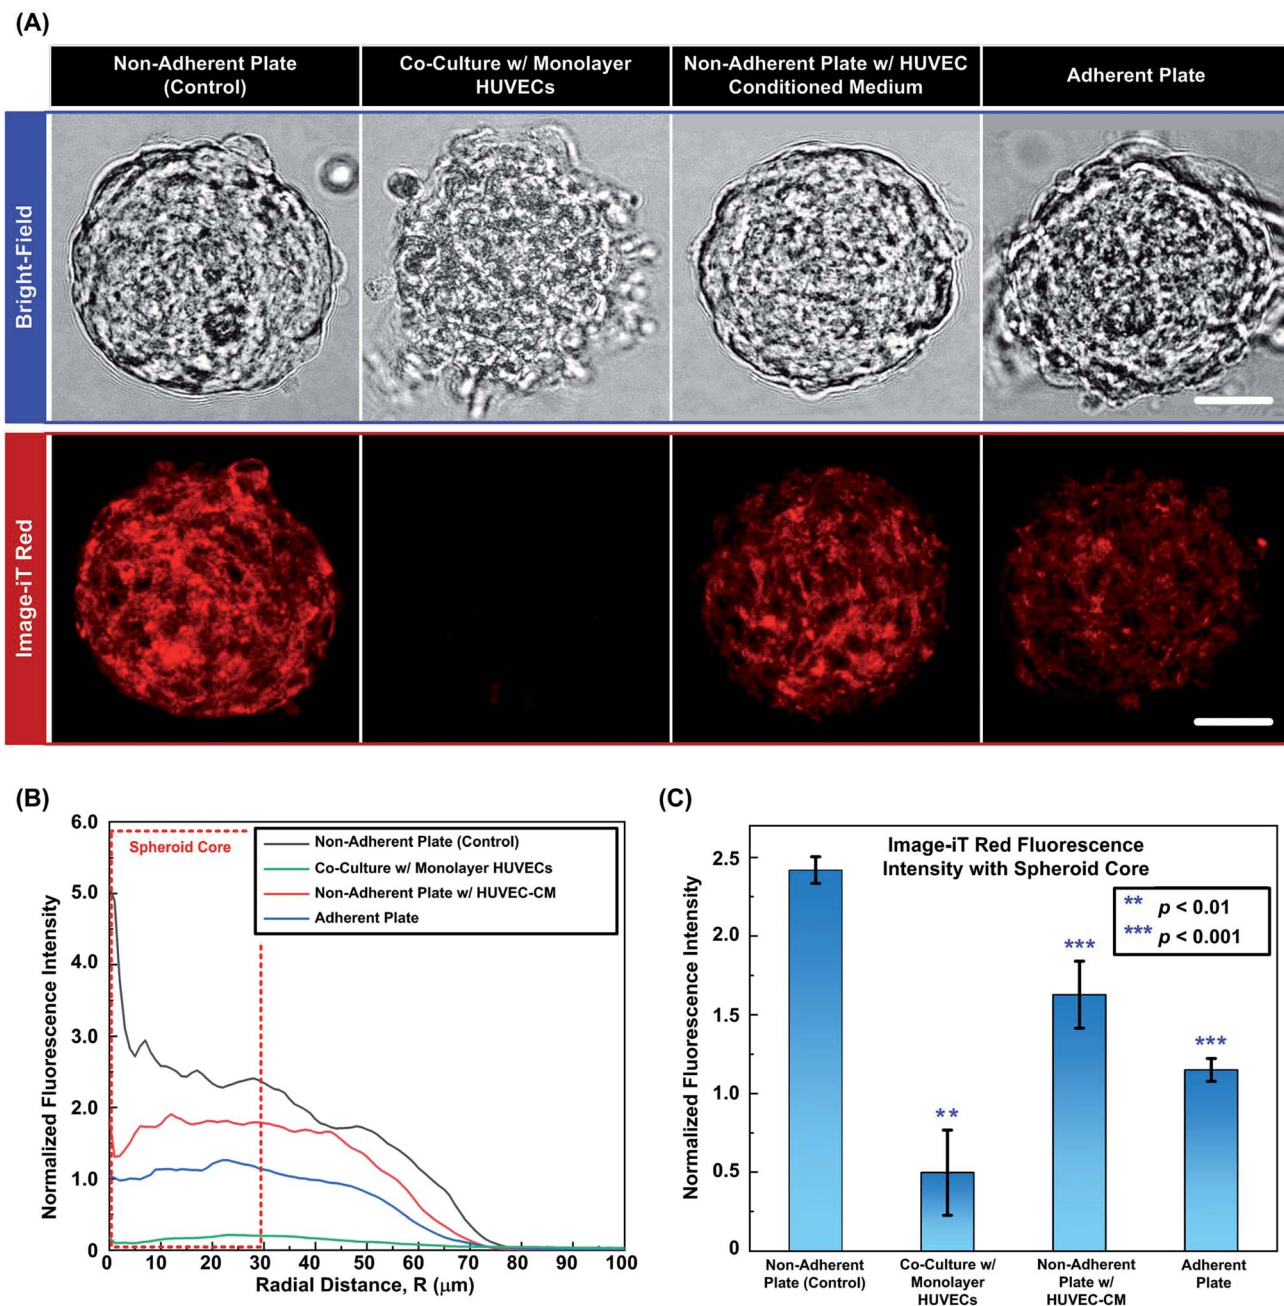 (A)
Non-Adherent Plate
(Control)
Co-Culture w/ Monolayer
HUVECs
Non-Adherent Plate w/ HUVEC
Conditioned Medium
Adherent Plate
Bright-Field
Image-iT Red
(B)
Normalized Fluorescence Intensity
6.0
5.0
4.0
3.0
2.0
1.0
0
Spheroid Core
Non-Adherent Plate (Control)
Co-Culture w/ Monolayer HUVECs
Non-Adherent Plate w/ HUVEC-CM
Adherent Plate
0 10 20 30 40 50 60 70 80 90 100
Radial Distance, R (μm)
(C)
Normalized Fluorescence Intensity
2.5
2.0
1.5
1.0
0.5
0
Image-iT Red Fluorescence
Intensity with Spheroid Core
** p < 0.01
*** p < 0.001
**
***
***
Non-Adherent
Plate (Control)
Co-Culture w/
Monolayer
HUVECs
Non-Adherent
Plate w/
HUVEC-CM
Adherent
Plate